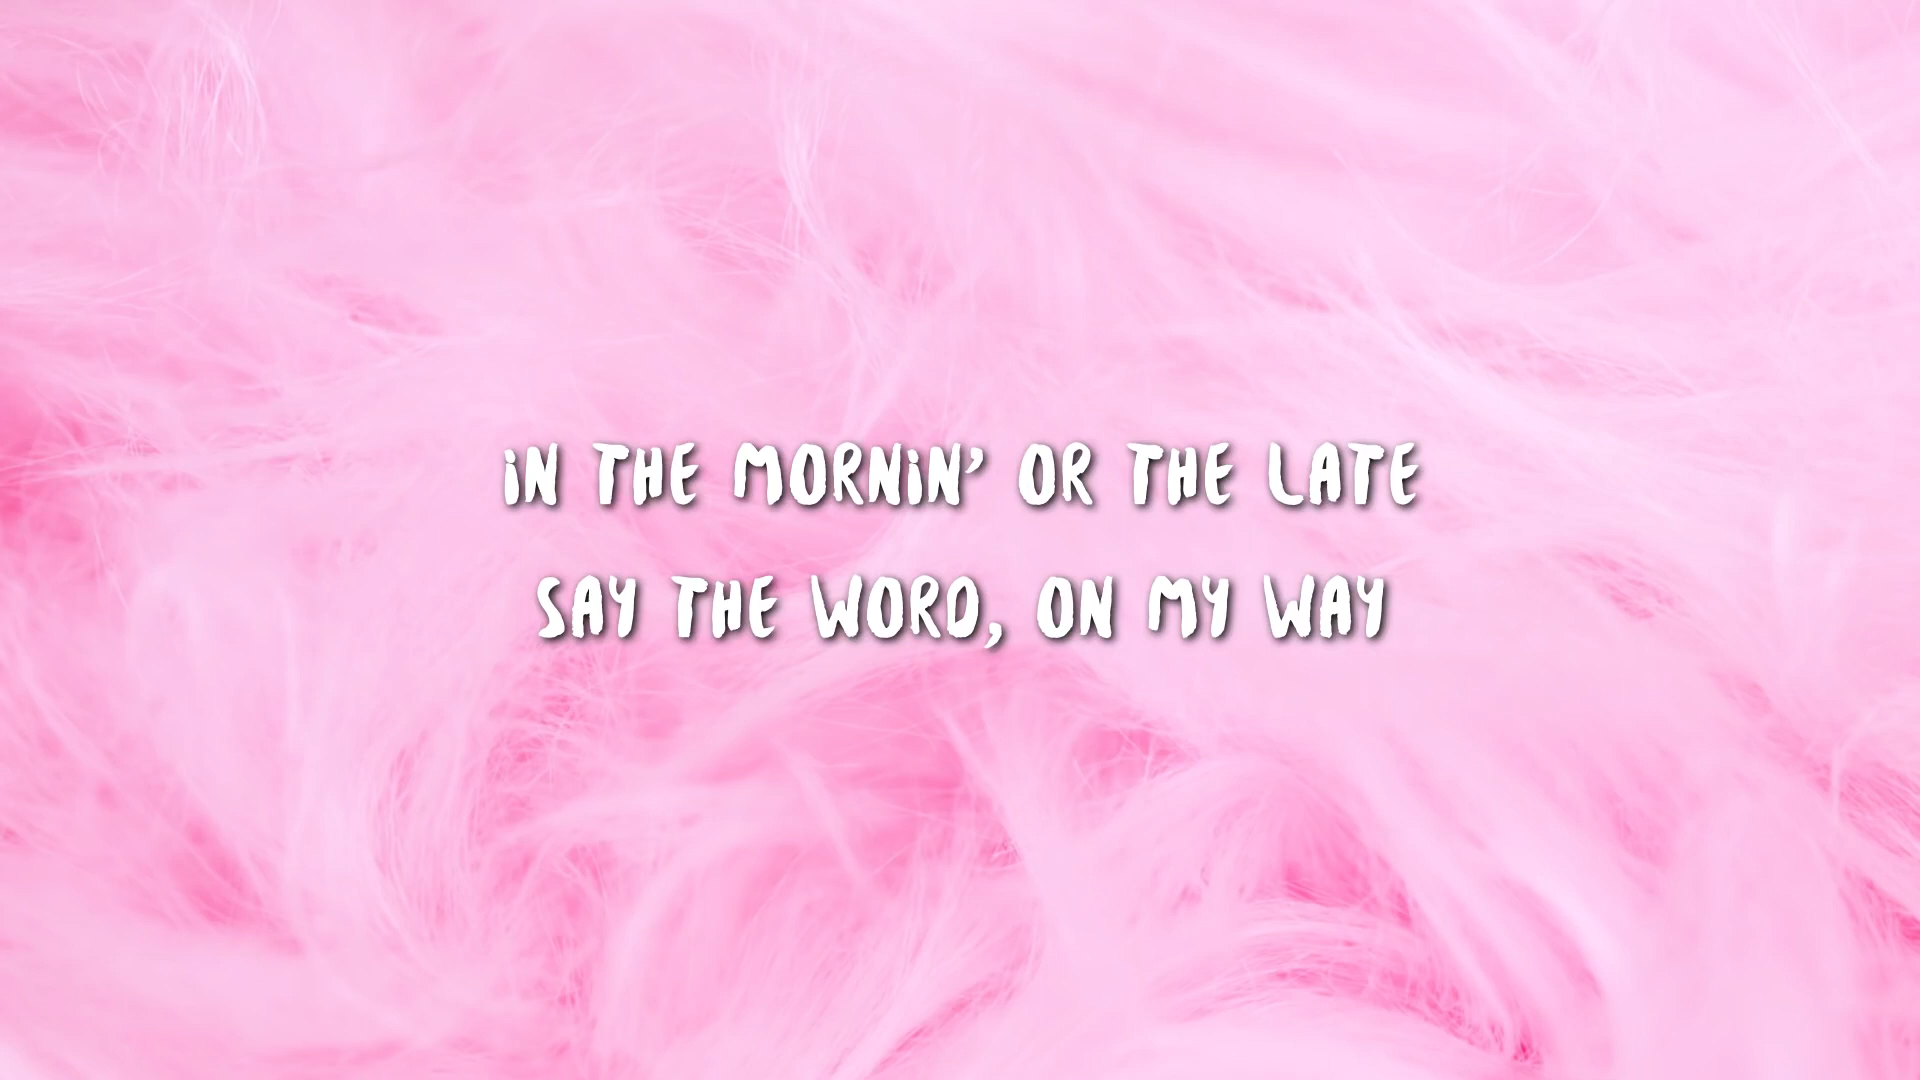 iN THE MORNiN' OR THE LATE
SAY THE WORD, ON MY WAY